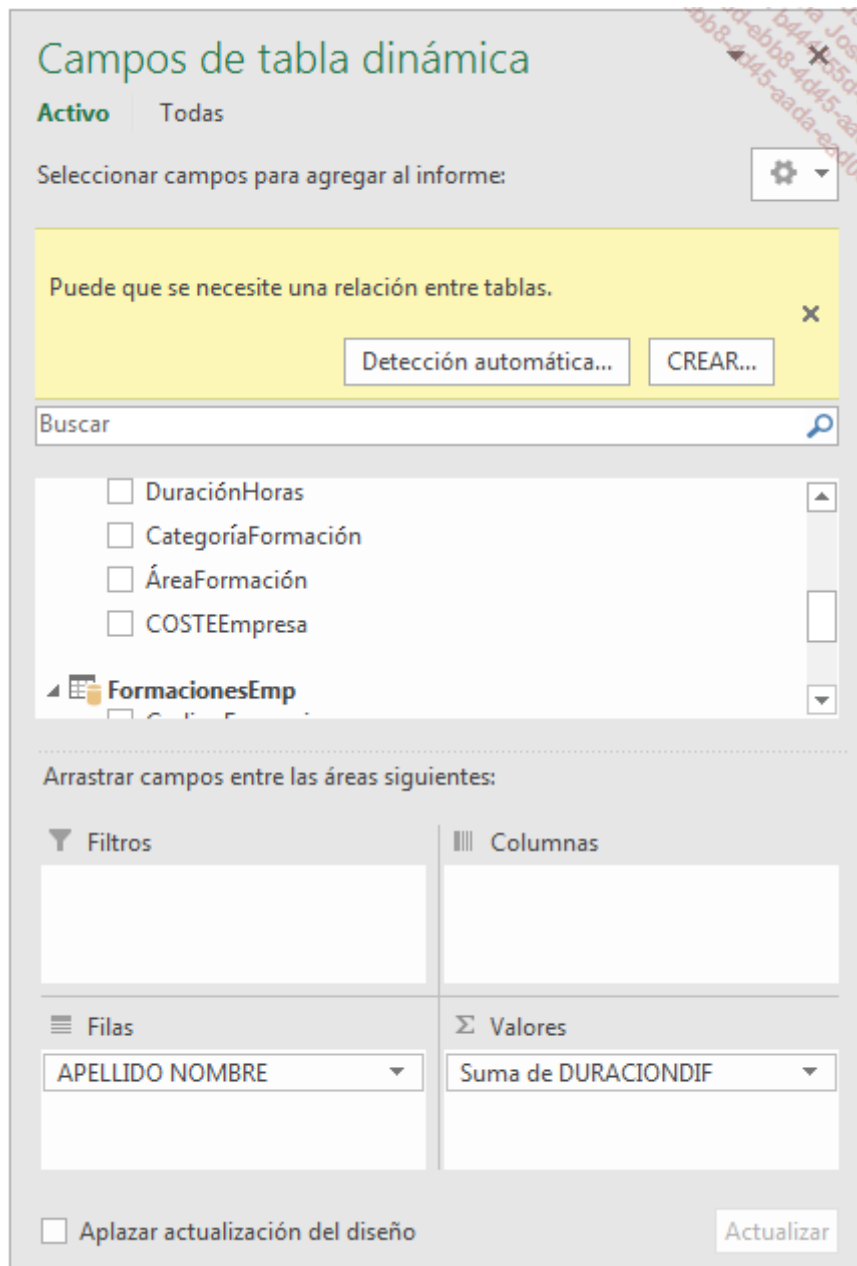 Campos de tabla dinámica
Activo Todas
Seleccionar campos para agregar al informe:
Puede que se necesite una relación entre tablas.
Detección automática... CREAR...
Buscar
DuraciónHoras
CategoríaFormación
ÁreaFormación
COSTEEmpresa
FormacionesEmp
Arrastrar campos entre las áreas siguientes:
Filtros
Columnas
Filas
Σ Valores
APELLIDO NOMBRE
Suma de DURACIONDIF
Aplazar actualización del diseño
Actualizar